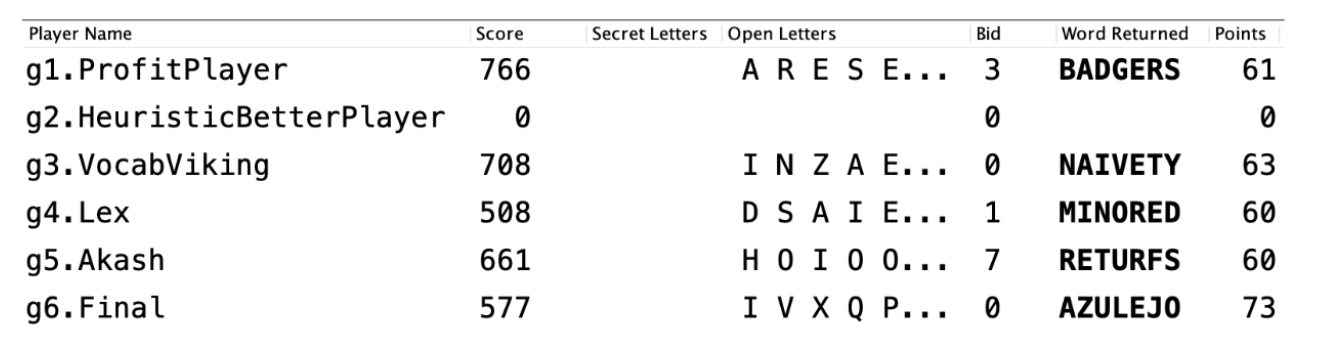 Player Name Score Secret Letters Open Letters Bid Word Returned Points
g1.ProfitPlayer 766 A R E S E... 3 BADGERS 61
g2.HeuristicBetterPlayer 0 0 0
g3.VocabViking 708 I N Z A E... 0 NAIVETY 63
g4.Lex 508 D S A I E... 1 MINORED 60
g5.Akash 661 H O I O O... 7 RETURFS 60
g6.Final 577 I V X Q P... 0 AZULEJO 73